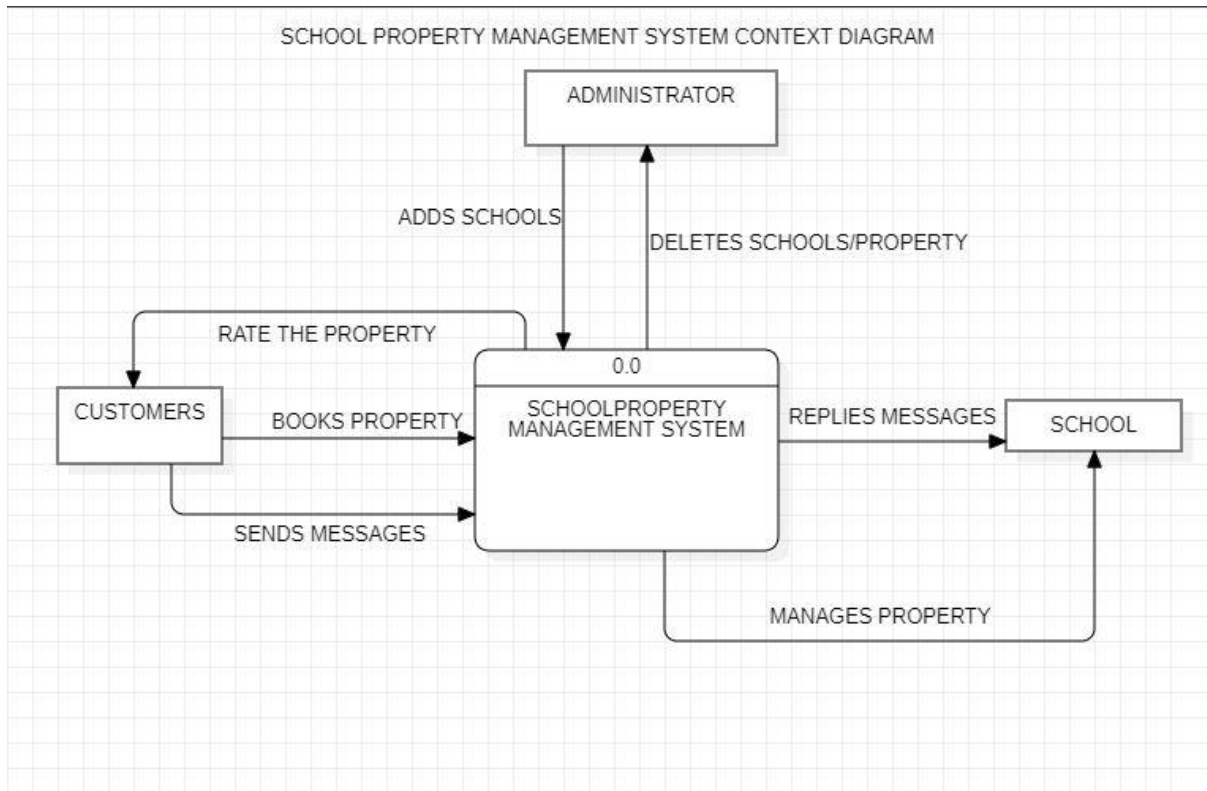 SCHOOL PROPERTY MANAGEMENT SYSTEM CONTEXT DIAGRAM
ADMINISTRATOR
ADDS SCHOOLS
DELETES SCHOOLS/PROPERTY
RATE THE PROPERTY
0.0
CUSTOMERS
BOOKS PROPERTY
SCHOOLPROPERTY
MANAGEMENT SYSTEM
REPLIES MESSAGES
SCHOOL
SENDS MESSAGES
MANAGES PROPERTY